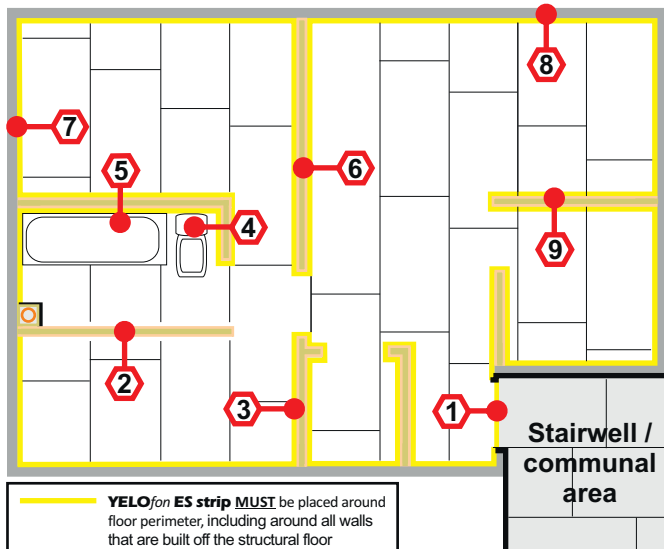 8
7
5
6
4
9
2
3
1
Stairwell /
communal
area
YELOfon ES strip MUST be placed around
floor perimeter, including around all walls
that are built off the structural floor